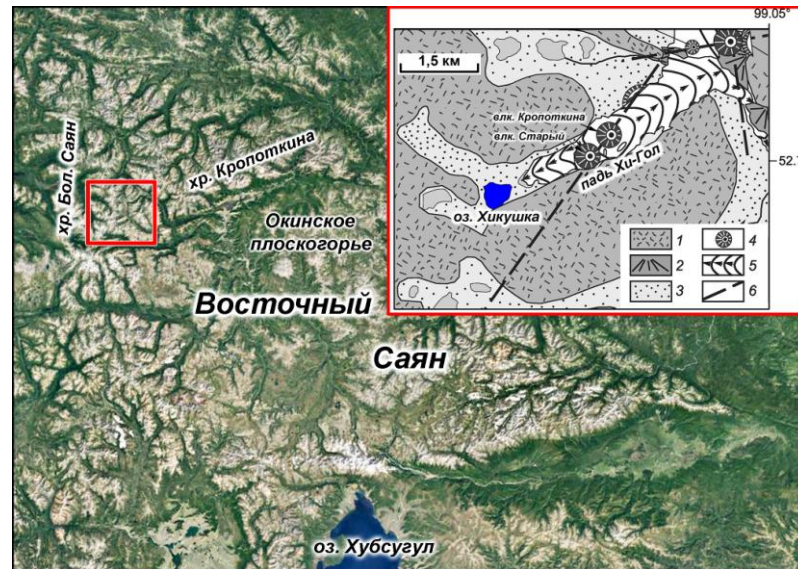 99.05°
1,5 км
влк. Кропоткина
влк. Старый
падь Хи-Гол
52.7
оз. Хикушка
1
2
3
4
5
6
хр. Бол. Саян
хр. Кропоткина
Окинское
плоскогорье
Восточный
Саян
оз. Хубсугул